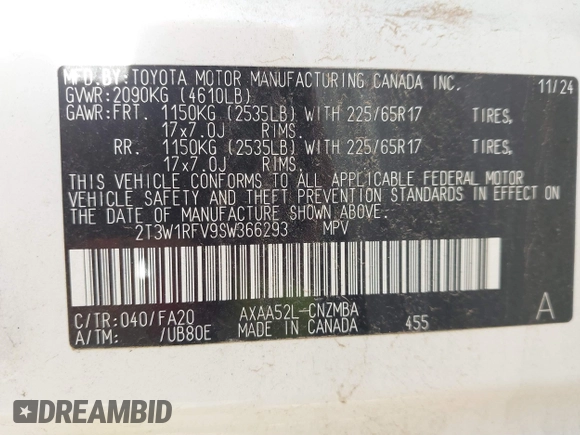 MFD.BY:TOYOTA MOTOR MANUFACTURING CANADA INC.
GVWR:2090KG (4610LB) 11/24
GAWR:FRT. 1150KG (2535LB) WITH 225/65R17 TIRES,
17x7.0J RIMS.
RR. 1150KG (2535LB) WITH 225/65R17 TIRES,
17x7.0J RIMS.
THIS VEHICLE CONFORMS TO ALL APPLICABLE FEDERAL MOTOR
VEHICLE SAFETY AND THEFT PREVENTION STANDARDS IN EFFECT ON
THE DATE OF MANUFACTURE SHOWN ABOVE.
2T3W1RFV9SW366293 MPV
C/TR:040/FA20 AXAA52L-CNZMBA A
A/TM: /UB80E MADE IN CANADA 455
DREAMBID